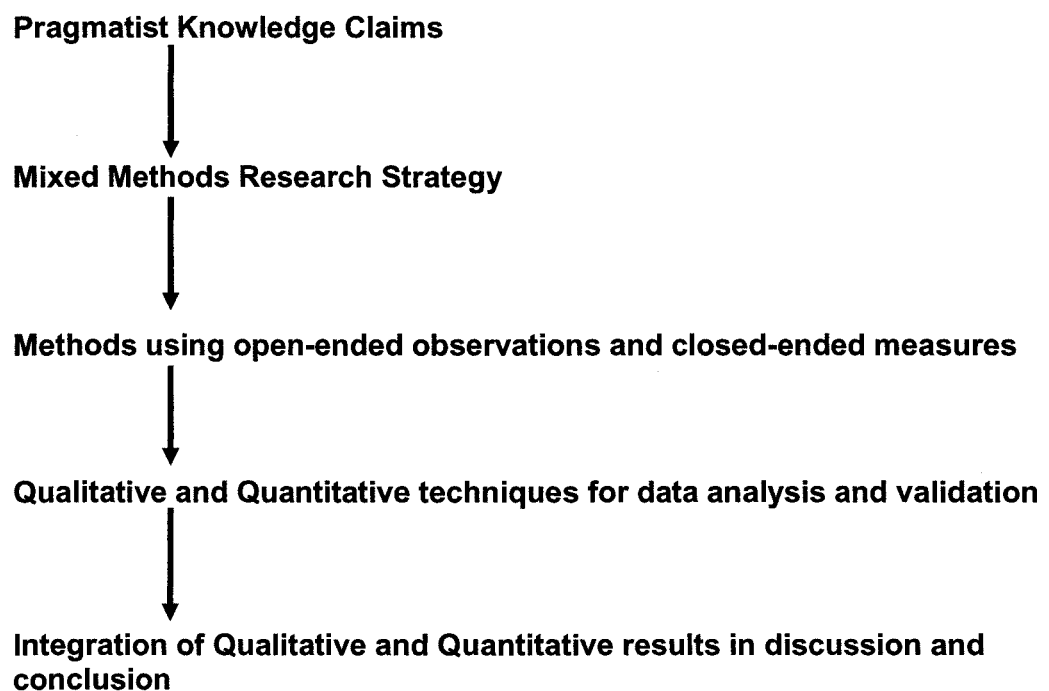 Pragmatist Knowledge Claims
Mixed Methods Research Strategy
Methods using open-ended observations and closed-ended measures
Qualitative and Quantitative techniques for data analysis and validation
Integration of Qualitative and Quantitative results in discussion and
conclusion